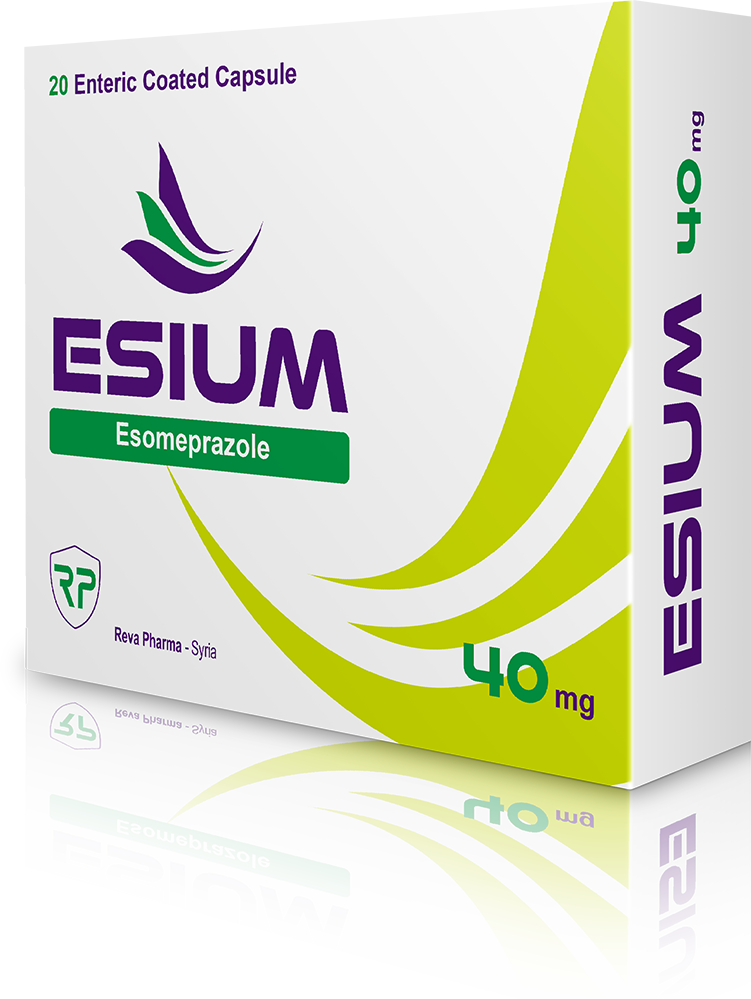 20 Enteric Coated Capsule
ESIUM
Esomeprazole
RP
Reva Pharma - Syria
40 mg
ESIUM 40 mg